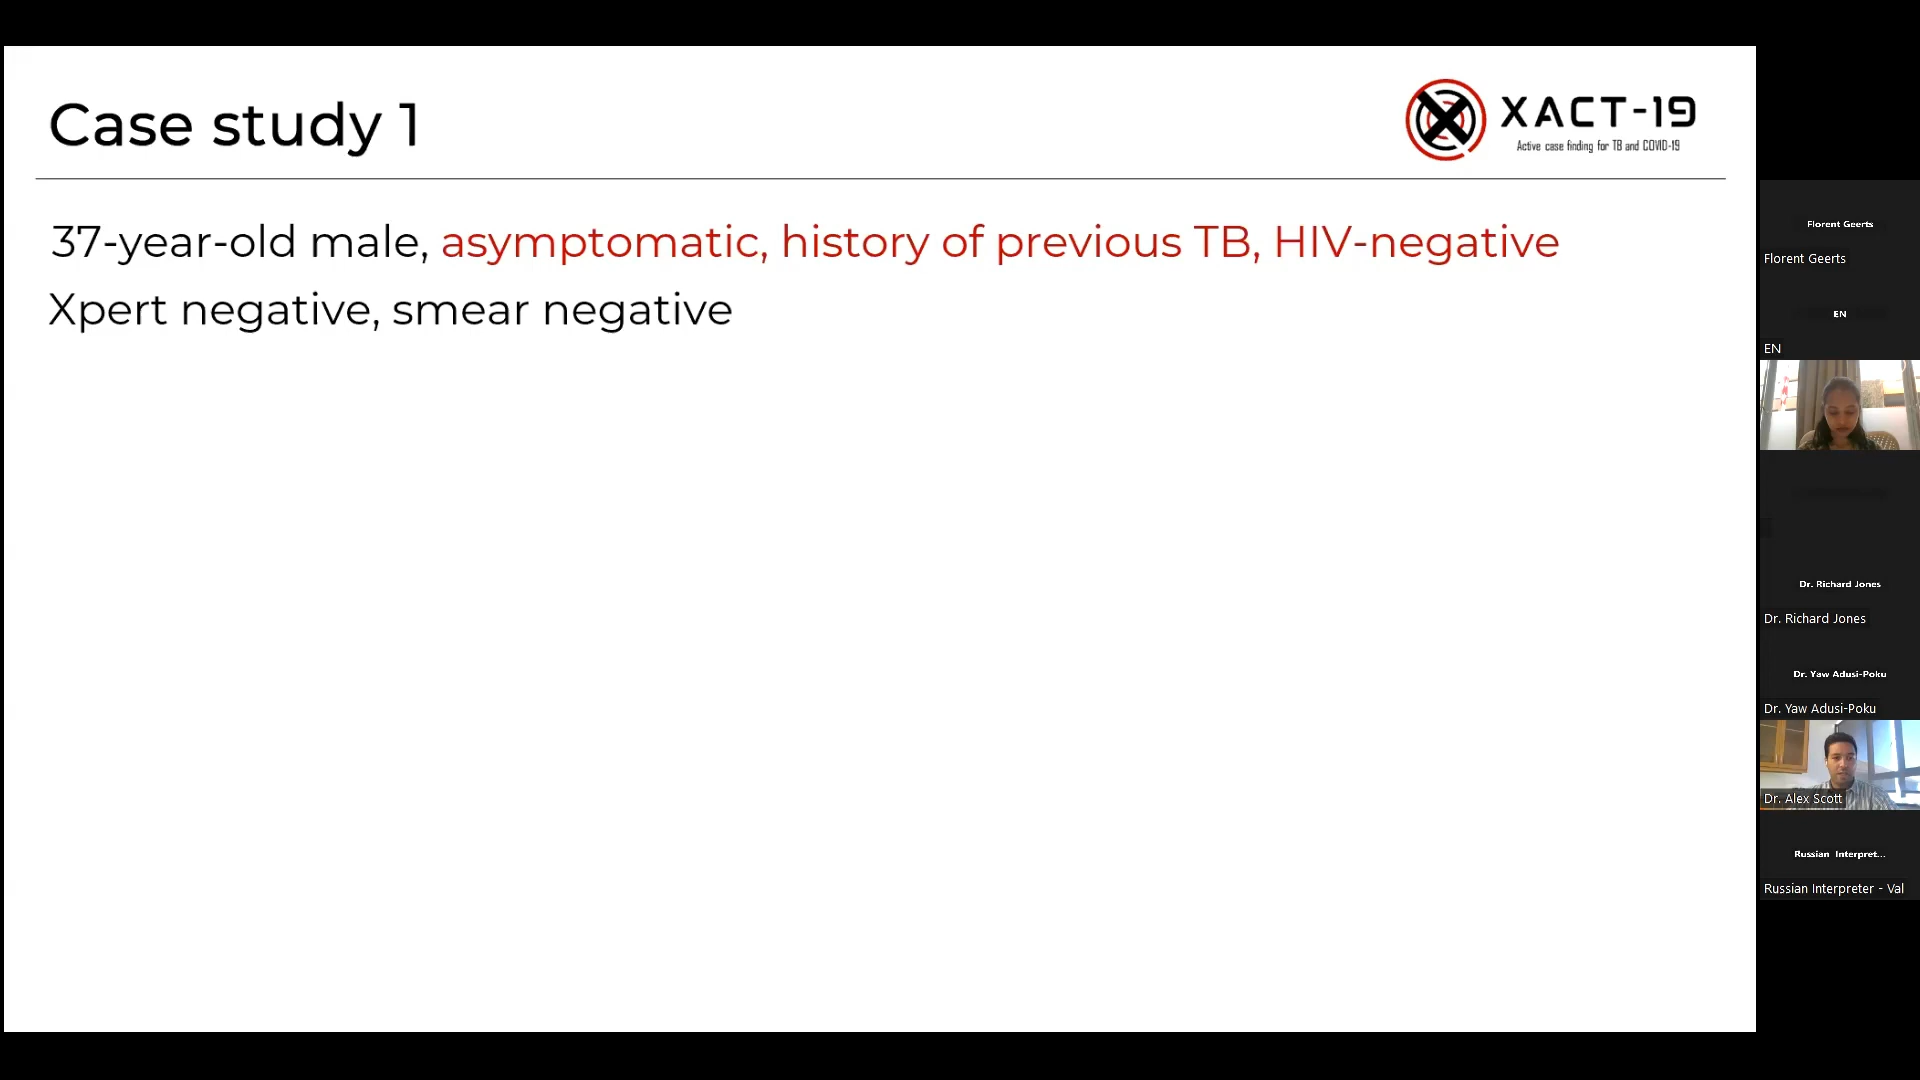 Case study 1
XACT-19
Active case finding for TB and COVID-19
37-year-old male, asymptomatic, history of previous TB, HIV-negative
Xpert negative, smear negative
Florent Geerts
Florent Geerts
EN
EN
Dr. Richard Jones
Dr. Richard Jones
Dr. Yaw Adusi-Poku
Dr. Yaw Adusi-Poku
Dr. Alex Scott
Russian Interpret...
Russian Interpreter - Val